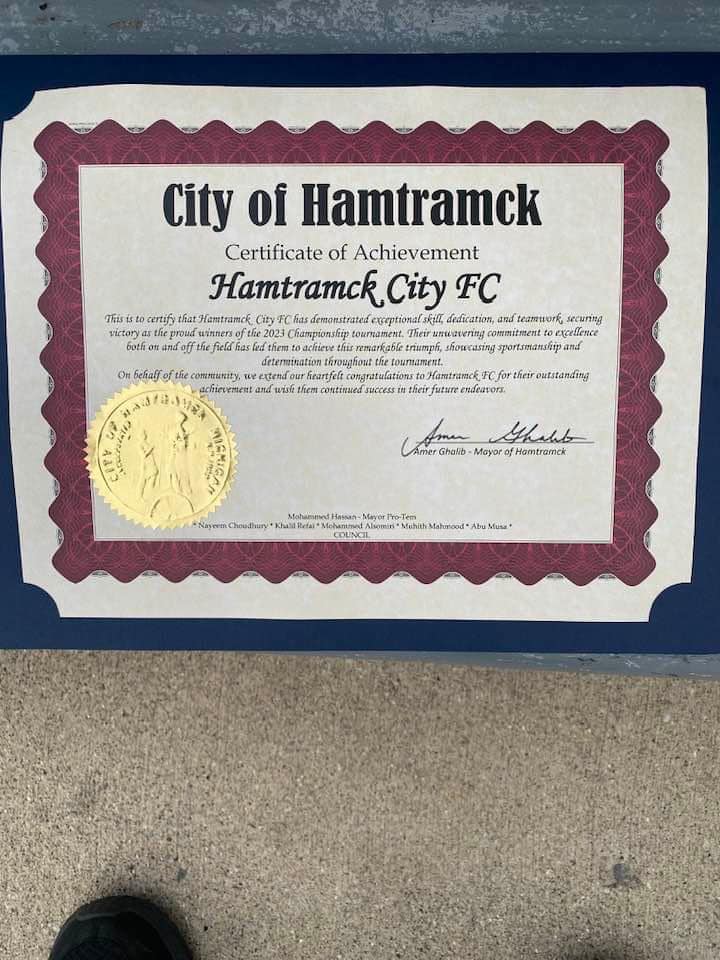 City of Hamtramck
Certificate of Achievement
Hamtramck City FC
This is to certify that Hamtramck City FC has demonstrated exceptional skill, dedication, and teamwork, securing
victory as the proud winners of the 2023 Championship tournament. Their unwavering commitment to excellence
both on and off the field has led them to achieve this remarkable triumph, showcasing sportsmanship and
determination throughout the tournament.
On behalf of the community, we extend our heartfelt congratulations to Hamtramck FC for their outstanding
achievement and wish them continued success in their future endeavors.
CITY OF HAMTRAMCK MICHIGAN
Amer Ghalib
Amer Ghalib - Mayor of Hamtramck
Mohammed Hassan - Mayor Pro-Tem
* Nayeem Choudhury * Khalil Refai * Mohammed Alsomiri * Muhith Mahmood * Abu Musa *
COUNCIL